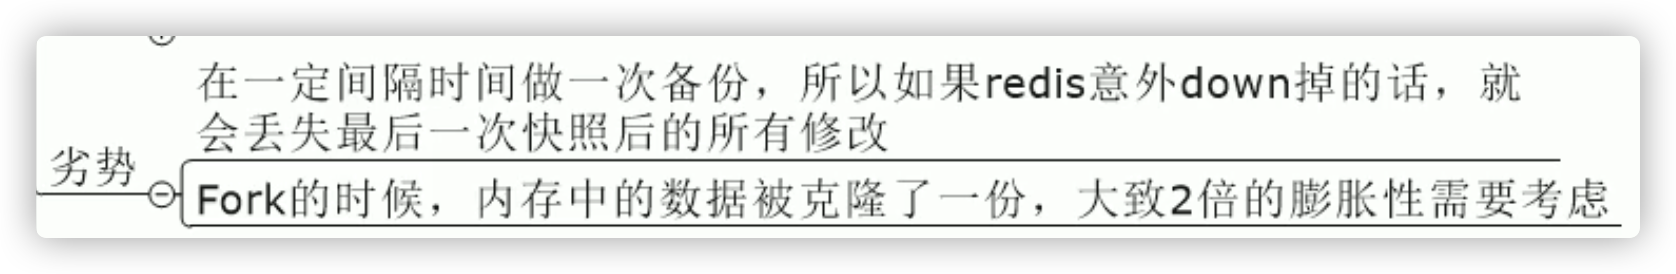 在一定间隔时间做一次备份，所以如果redis意外down掉的话，就
会丢失最后一次快照后的所有修改
劣势
Fork的时候，内存中的数据被克隆了一份，大致2倍的膨胀性需要考虑